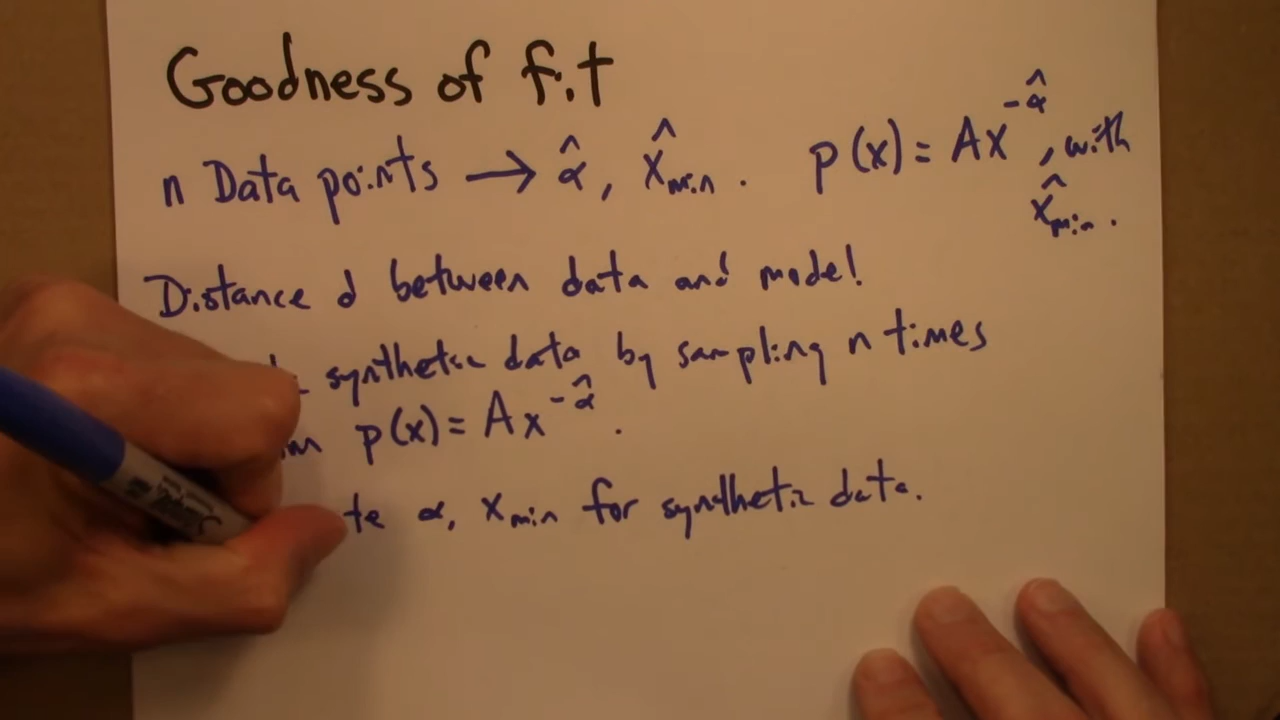 Goodness of fit
n Data points → α̂, x̂min. p(x) = Ax^-α̂, with
x̂min.
Distance d between data and model
synthetic data by sampling n times
p(x) = Ax^-α̂.
α, xmin for synthetic data.